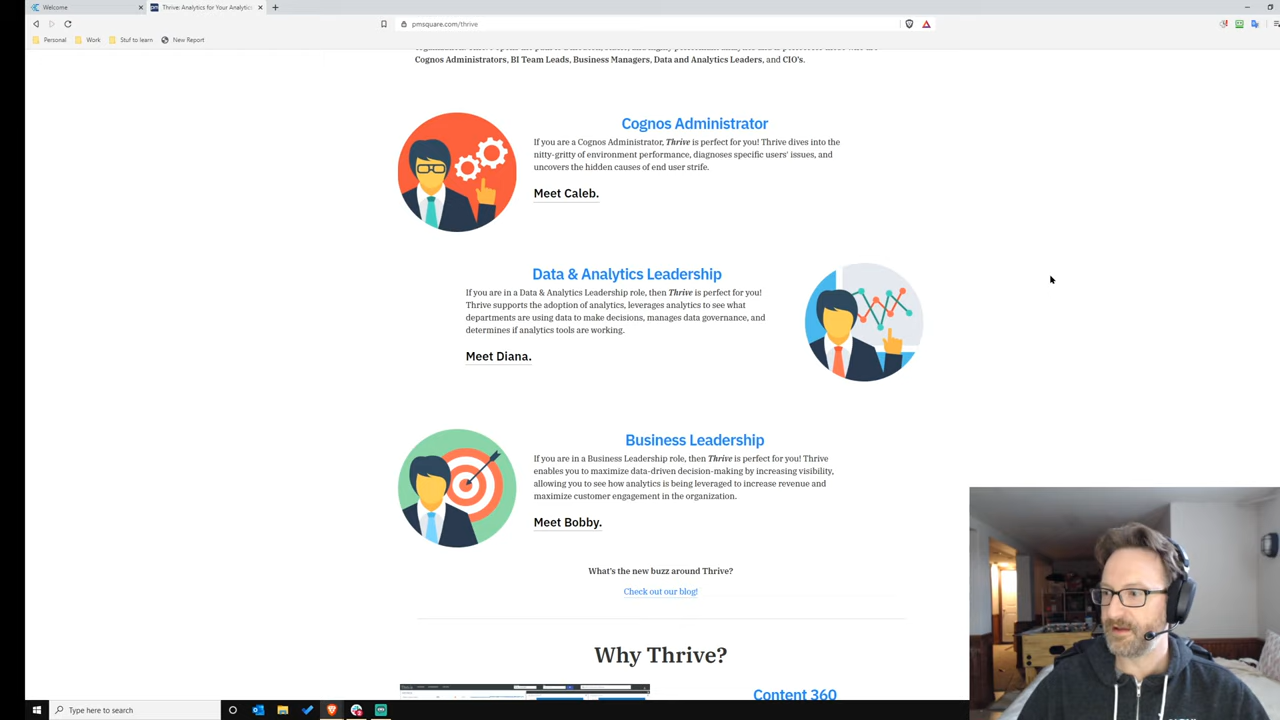 Welcome
Thrive: Analytics for Your Analytics
pmsquare.com/thrive
Personal
Work
Stuf to learn
New Report
Cognos Administrators, BI Team Leads, Business Managers, Data and Analytics Leaders, and CIO's.
Cognos Administrator
If you are a Cognos Administrator, Thrive is perfect for you! Thrive dives into the
nitty-gritty of environment performance, diagnoses specific users' issues, and
uncovers the hidden causes of end user strife.
Meet Caleb.
Data & Analytics Leadership
If you are in a Data & Analytics Leadership role, then Thrive is perfect for you!
Thrive supports the adoption of analytics, leverages analytics to see what
departments are using data to make decisions, manages data governance, and
determines if analytics tools are working.
Meet Diana.
Business Leadership
If you are in a Business Leadership role, then Thrive is perfect for you! Thrive
enables you to maximize data-driven decision-making by increasing visibility,
allowing you to see how analytics is being leveraged to increase revenue and
maximize customer engagement in the organization.
Meet Bobby.
What's the new buzz around Thrive?
Check out our blog!
Why Thrive?
Content 360
Type here to search